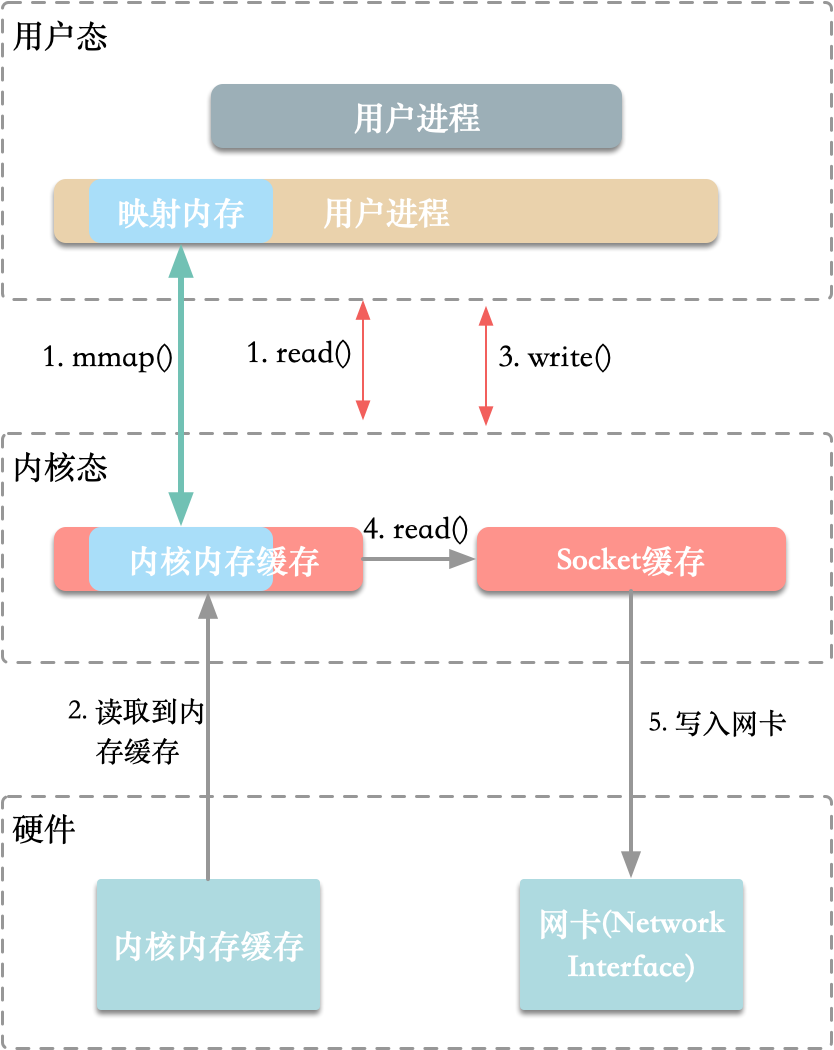 用户态
用户进程
映射内存
用户进程
1. mmap()
1. read()
3. write()
内核态
内核内存缓存
4. read()
Socket缓存
2. 读取到内
存缓存
5. 写入网卡
硬件
内核内存缓存
网卡(Network
Interface)